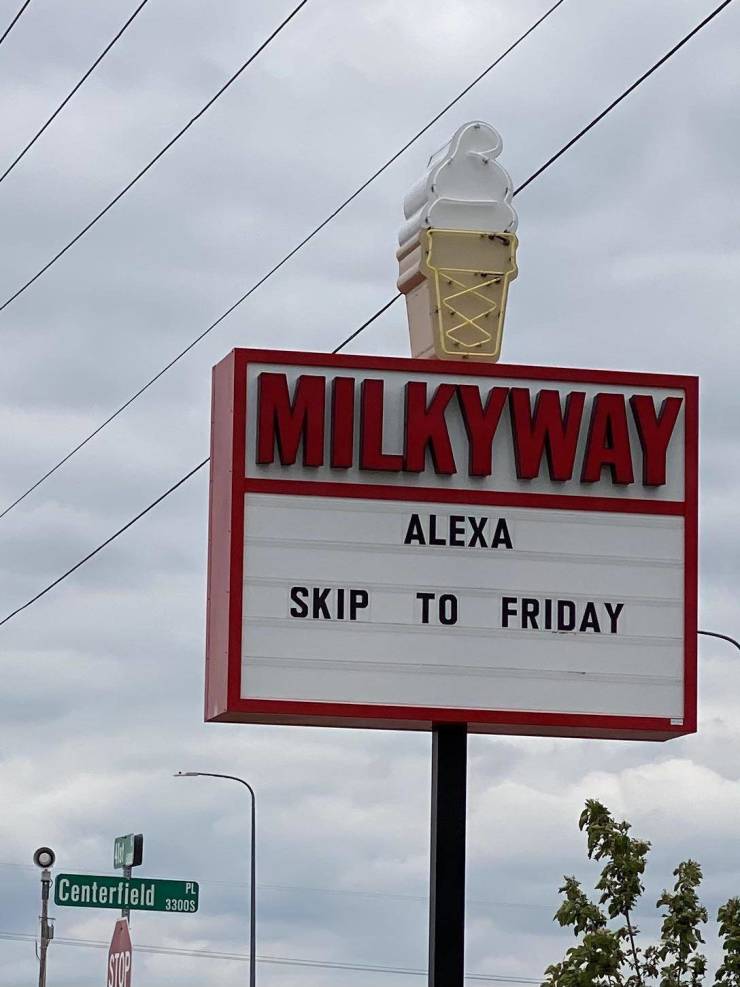 MILKYWAY
ALEXA
SKIP TO FRIDAY
Centerfield PL
3300S
STOP